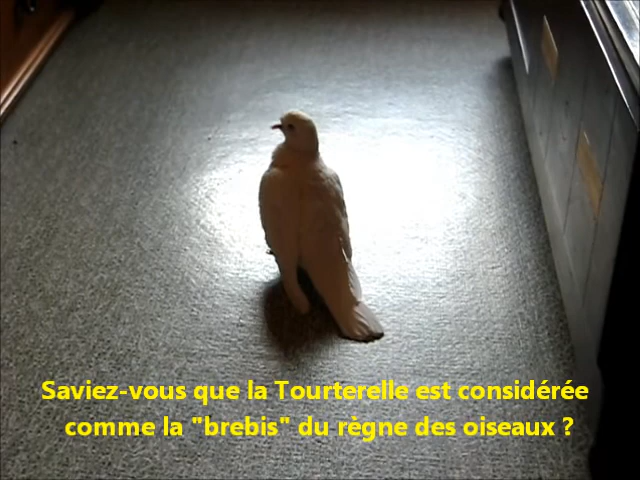 Saviez-vous que la Tourterelle est considérée
comme la "brebis" du règne des oiseaux ?